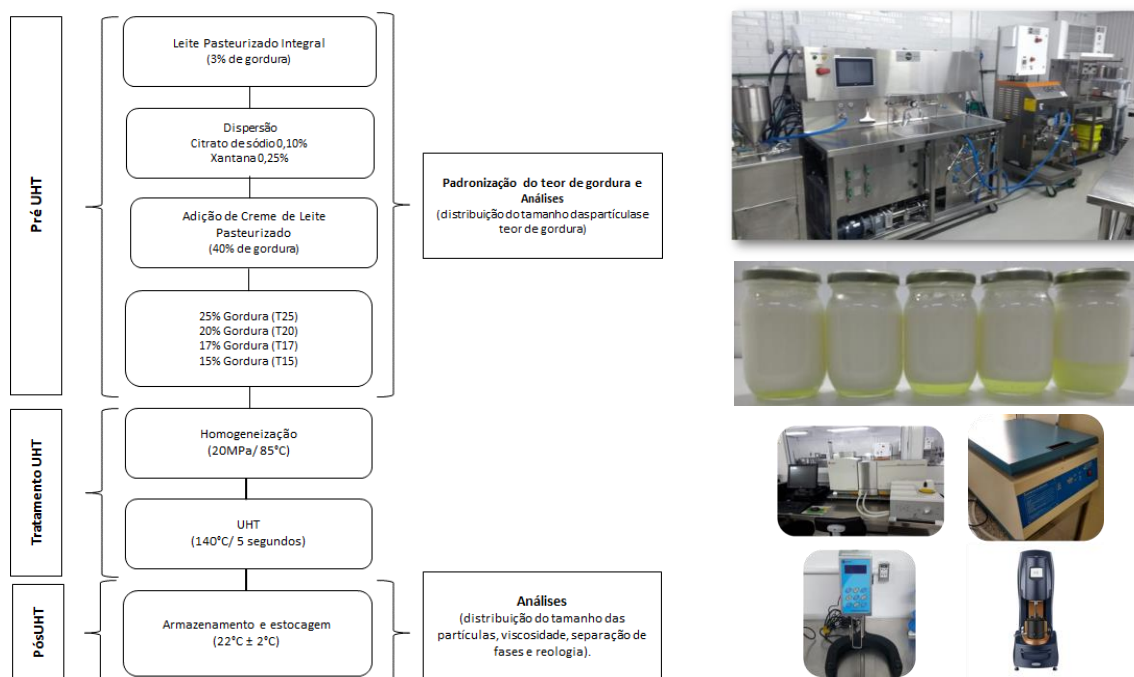 Pré UHT
Leite Pasteurizado Integral
(3% de gordura)
Dispersão
Citrato de sódio 0,10%
Xantana 0,25%
Adição de Creme de Leite
Pasteurizado
(40% de gordura)
25% Gordura (T25)
20% Gordura (T20)
17% Gordura (T17)
15% Gordura (T15)
Padronização do teor de gordura e
Análises
(distribuição do tamanho das partículas e
teor de gordura)
Tratamento UHT
Homogeneização
(20MPa/ 85°C)
UHT
(140°C/ 5 segundos)
PósUHT
Armazenamento e estocagem
(22°C ± 2°C)
Análises
(distribuição do tamanho das
partículas, viscosidade, separação de
fases e reologia).